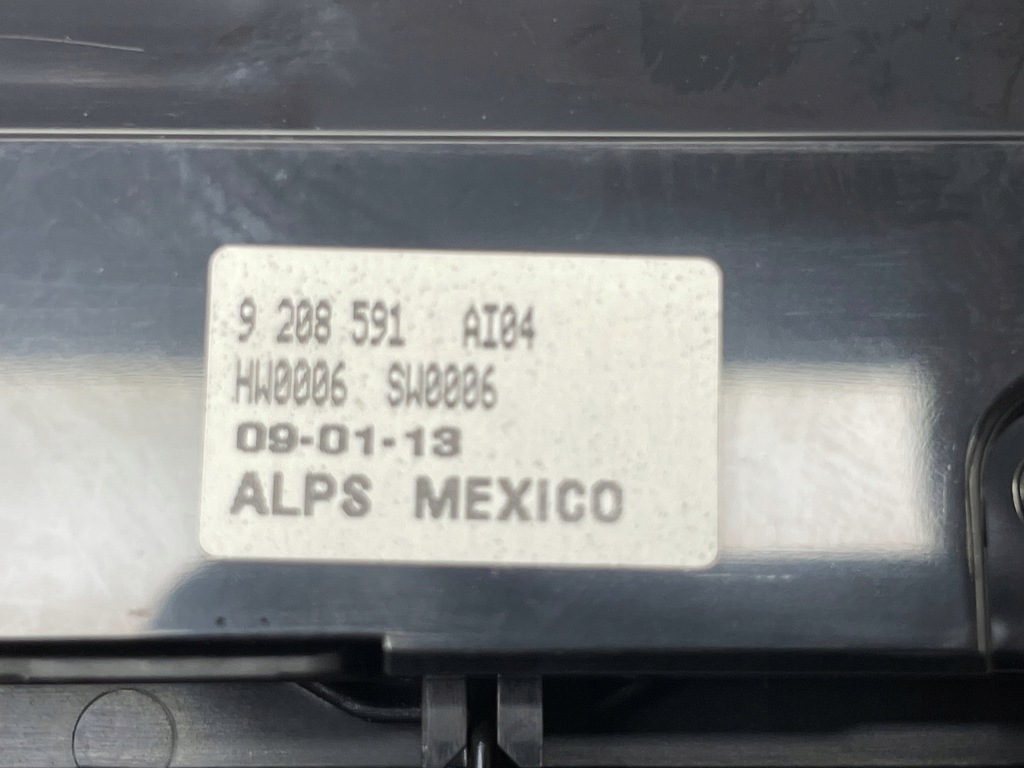 9 208 591 AI04
HW0006 SW0006
09-01-13
ALPS MEXICO